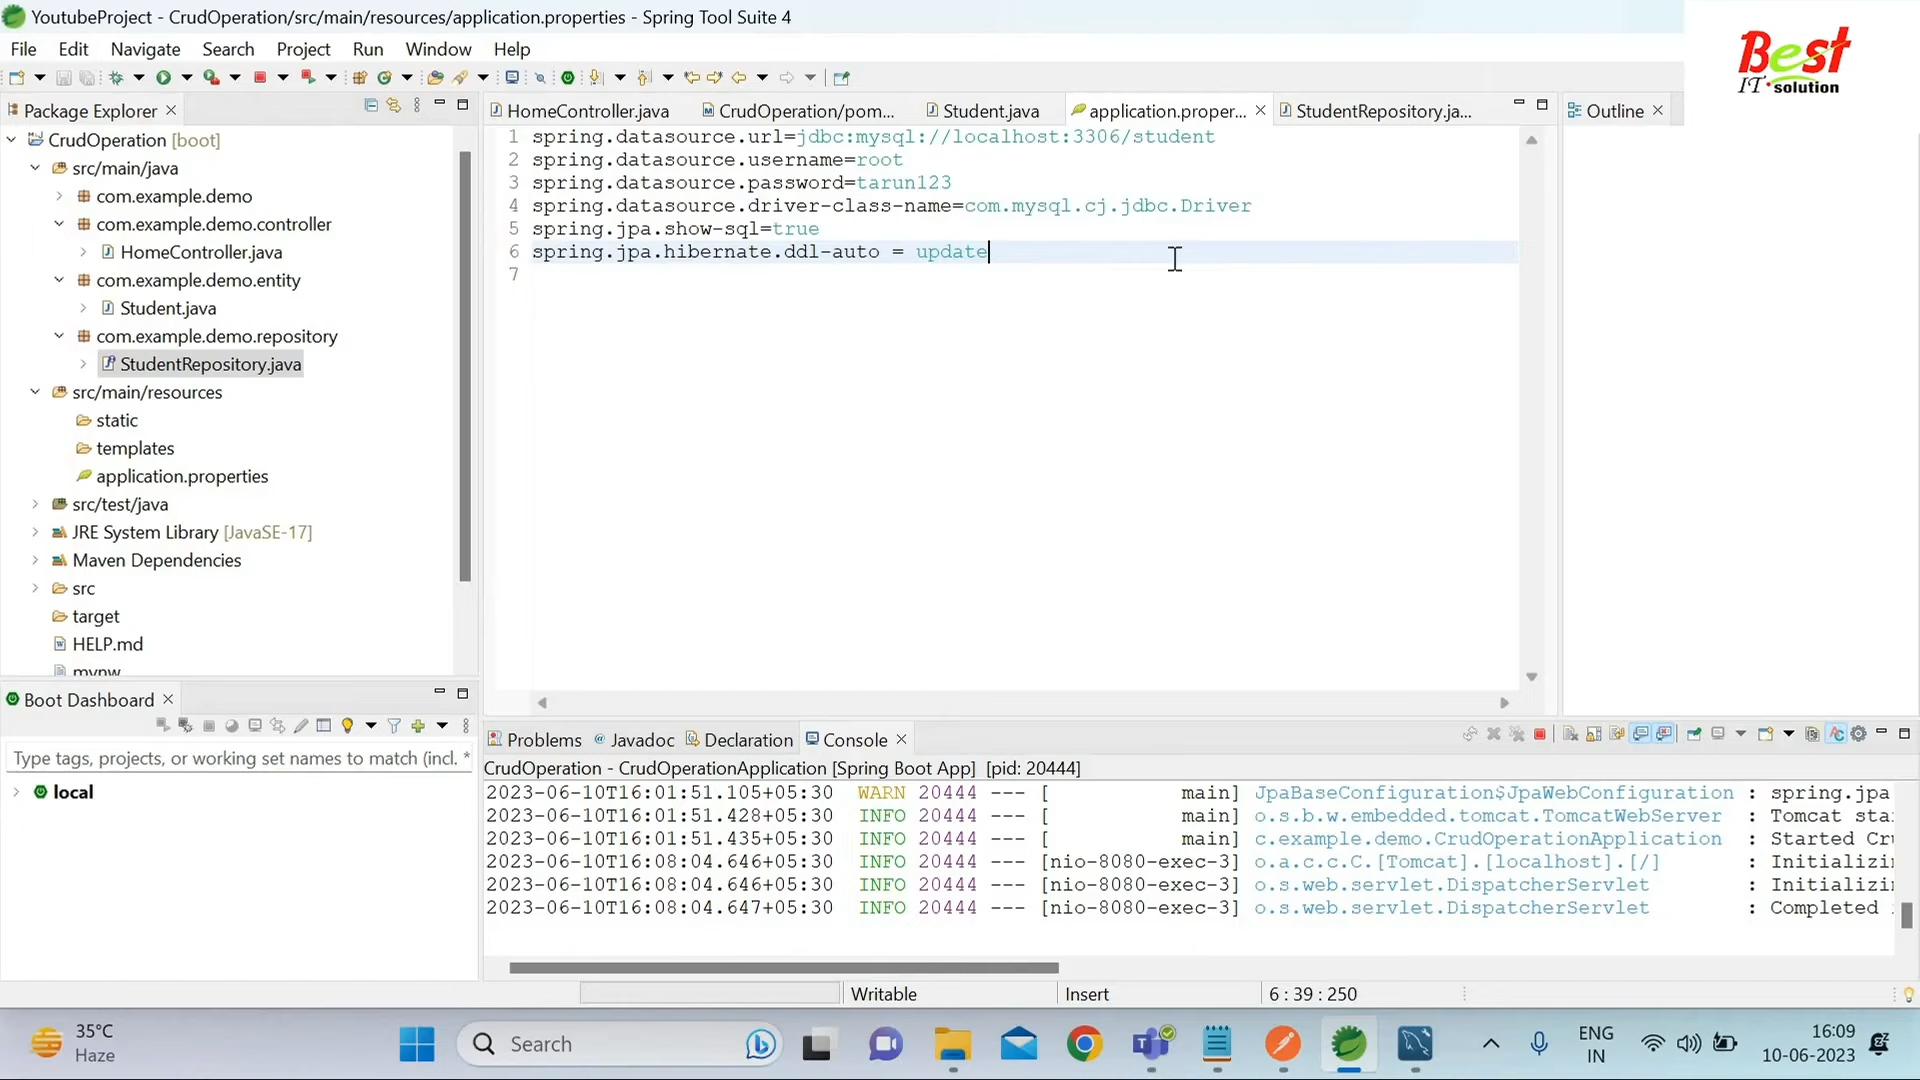 YoutubeProject - CrudOperation/src/main/resources/application.properties - Spring Tool Suite 4
File Edit Navigate Search Project Run Window Help
Best
IT solution
Package Explorer
HomeController.java
CrudOperation/pom...
Student.java
application.proper...
StudentRepository.ja...
Outline
CrudOperation [boot]
src/main/java
com.example.demo
com.example.demo.controller
HomeController.java
com.example.demo.entity
Student.java
com.example.demo.repository
StudentRepository.java
src/main/resources
static
templates
application.properties
src/test/java
JRE System Library [JavaSE-17]
Maven Dependencies
src
target
HELP.md
mvnw
1 spring.datasource.url=jdbc:mysql://localhost:3306/student
2 spring.datasource.username=root
3 spring.datasource.password=tarun123
4 spring.datasource.driver-class-name=com.mysql.cj.jdbc.Driver
5 spring.jpa.show-sql=true
6 spring.jpa.hibernate.ddl-auto = update
7
Boot Dashboard
Type tags, projects, or working set names to match (incl. *
local
Problems @ Javadoc Declaration Console
CrudOperation - CrudOperationApplication [Spring Boot App] [pid: 20444]
2023-06-10T16:01:51.105+05:30 WARN 20444 --- [ main] JpaBaseConfiguration$JpaWebConfiguration : spring.jpa
2023-06-10T16:01:51.428+05:30 INFO 20444 --- [ main] o.s.b.w.embedded.tomcat.TomcatWebServer : Tomcat sta
2023-06-10T16:01:51.435+05:30 INFO 20444 --- [ main] c.example.demo.CrudOperationApplication : Started Cr
2023-06-10T16:08:04.646+05:30 INFO 20444 --- [nio-8080-exec-3] o.a.c.c.C.[Tomcat].[localhost].[/] : Initializi
2023-06-10T16:08:04.646+05:30 INFO 20444 --- [nio-8080-exec-3] o.s.web.servlet.DispatcherServlet : Initializi
2023-06-10T16:08:04.647+05:30 INFO 20444 --- [nio-8080-exec-3] o.s.web.servlet.DispatcherServlet : Completed
Writable Insert 6 : 39 : 250
35°C
Haze
Search
ENG
IN
16:09
10-06-2023